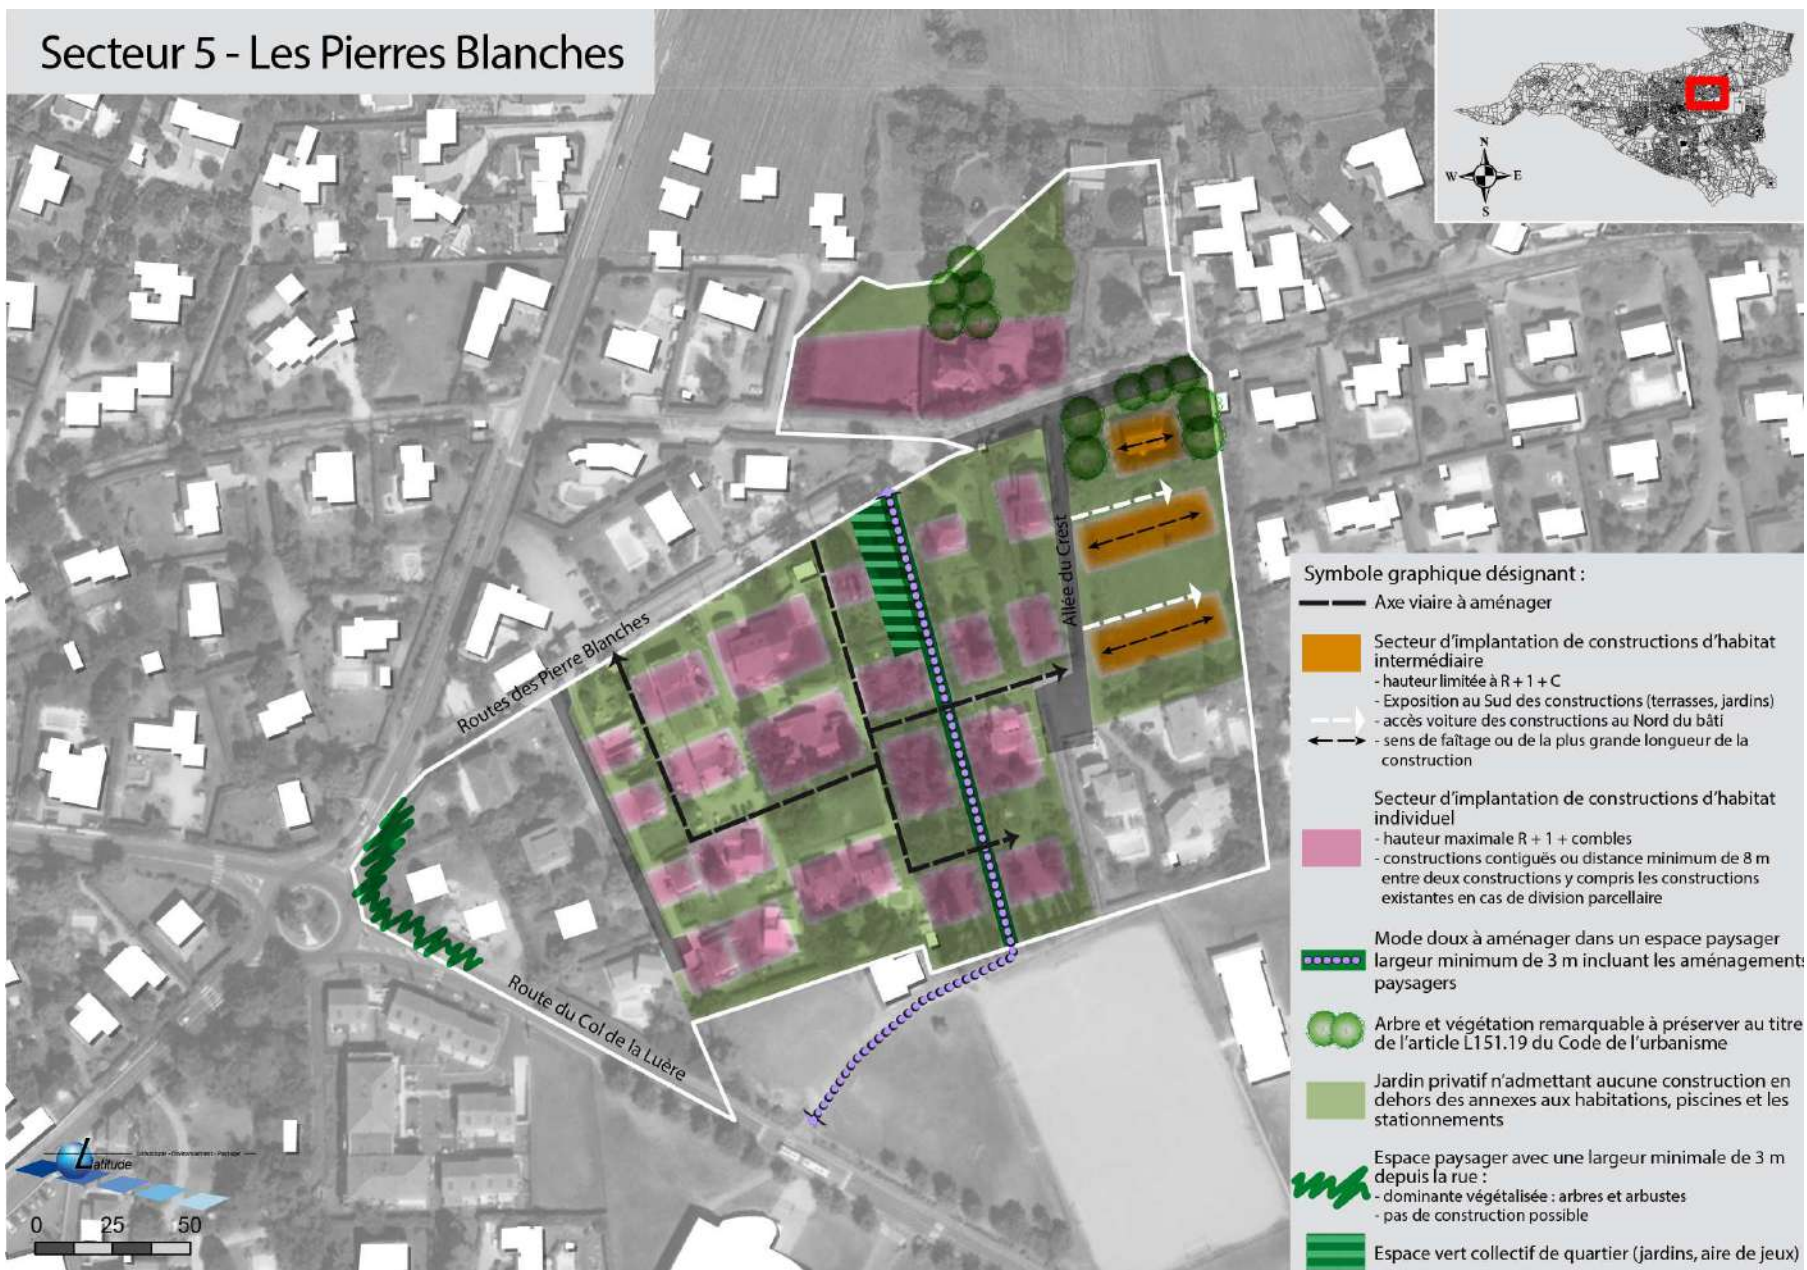 Secteur 5 - Les Pierres Blanches
N
W
E
S
Allée du Crest
Routes des Pierre Blanches
Route du Col de la Luère
Symbole graphique désignant :
Axe viaire à aménager
Secteur d'implantation de constructions d'habitat
intermédiaire
- hauteur limitée à R + 1 + C
- Exposition au Sud des constructions (terrasses, jardins)
- accès voiture des constructions au Nord du bâti
- sens de faîtage ou de la plus grande longueur de la
construction
Secteur d'implantation de constructions d'habitat
individuel
- hauteur maximale R + 1 + combles
- constructions contiguës ou distance minimum de 8 m
entre deux constructions y compris les constructions
existantes en cas de division parcellaire
Mode doux à aménager dans un espace paysager
largeur minimum de 3 m incluant les aménagements
paysagers
Arbre et végétation remarquable à préserver au titre
de l'article L151.19 du Code de l'urbanisme
Jardin privatif n'admettant aucune construction en
dehors des annexes aux habitations, piscines et les
stationnements
Espace paysager avec une largeur minimale de 3 m
depuis la rue :
- dominante végétalisée : arbres et arbustes
- pas de construction possible
Espace vert collectif de quartier (jardins, aire de jeux)
Latitude
0 25 50